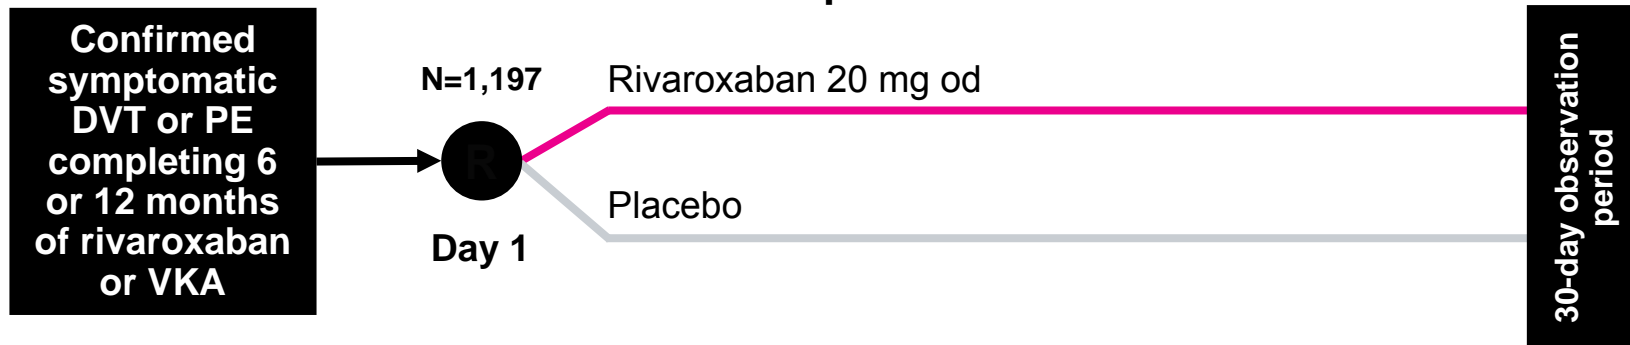 Confirmed
symptomatic
DVT or PE
completing 6
or 12 months
of rivaroxaban
or VKA
N=1,197
R
Day 1
Rivaroxaban 20 mg od
Placebo
30-day observation
period